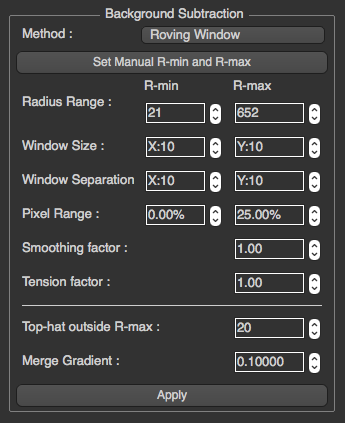 Background Subtraction
Method : Roving Window
Set Manual R-min and R-max
R-min R-max
Radius Range : 21 652
Window Size : X:10 Y:10
Window Separation X:10 Y:10
Pixel Range : 0.00% 25.00%
Smoothing factor : 1.00
Tension factor : 1.00
Top-hat outside R-max : 20
Merge Gradient : 0.10000
Apply